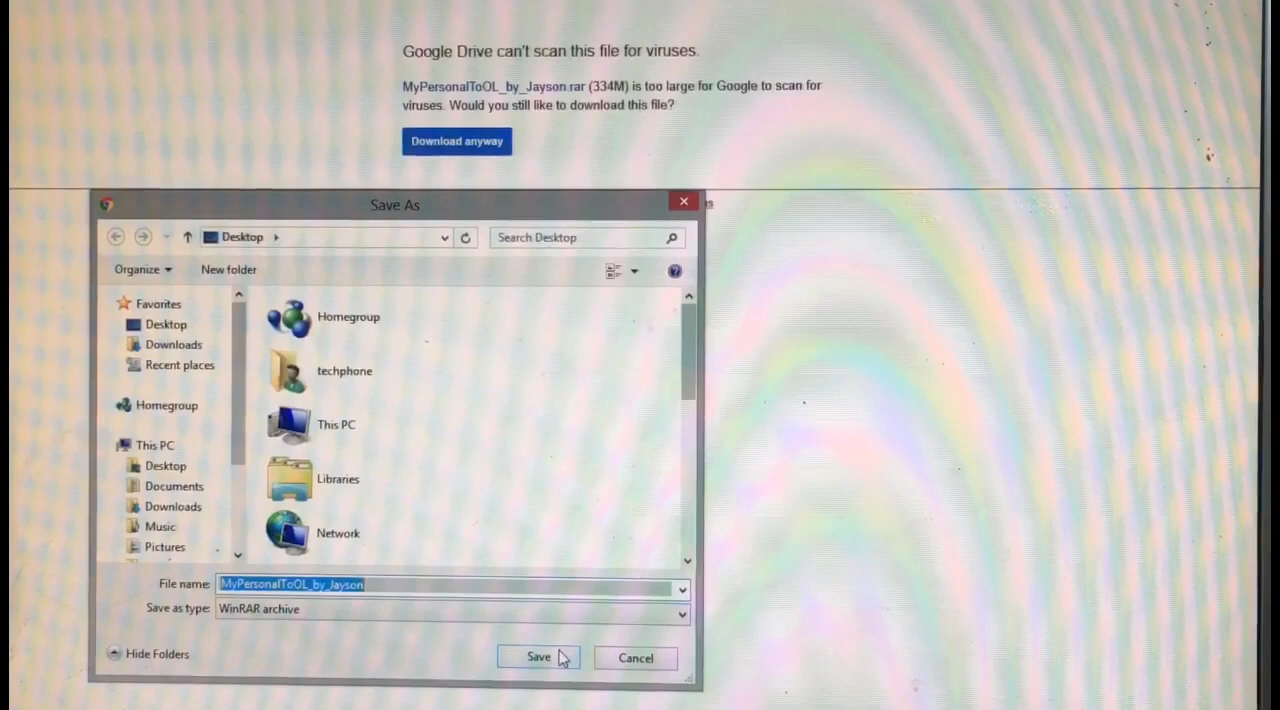 Google Drive can't scan this file for viruses.
MyPersonalToOL_by_Jayson.rar (334M) is too large for Google to scan for
viruses. Would you still like to download this file?
Download anyway
Save As
Desktop
Search Desktop
Organize
New folder
Favorites
Desktop
Downloads
Recent places
Homegroup
This PC
Desktop
Documents
Downloads
Music
Pictures
Homegroup
techphone
This PC
Libraries
Network
File name: MyPersonalToOL_by_Jayson
Save as type: WinRAR archive
Hide Folders
Save
Cancel